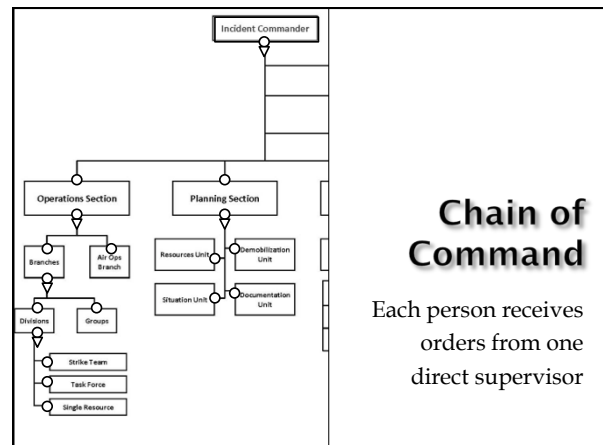 Incident Commander
Operations Section
Planning Section
Branches
Air Ops
Branch
Resources Unit
Demobilization
Unit
Situation Unit
Documentation
Unit
Divisions
Groups
Strike Team
Task Force
Single Resource
Chain of
Command
Each person receives
orders from one
direct supervisor